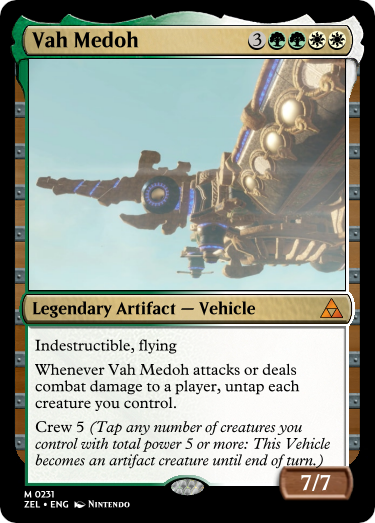 Vah Medoh 3
Legendary Artifact — Vehicle
Indestructible, flying
Whenever Vah Medoh attacks or deals
combat damage to a player, untap each
creature you control.
Crew 5 (Tap any number of creatures you
control with total power 5 or more: This Vehicle
becomes an artifact creature until end of turn.)
7/7
M 0231
ZEL • EN Nintendo